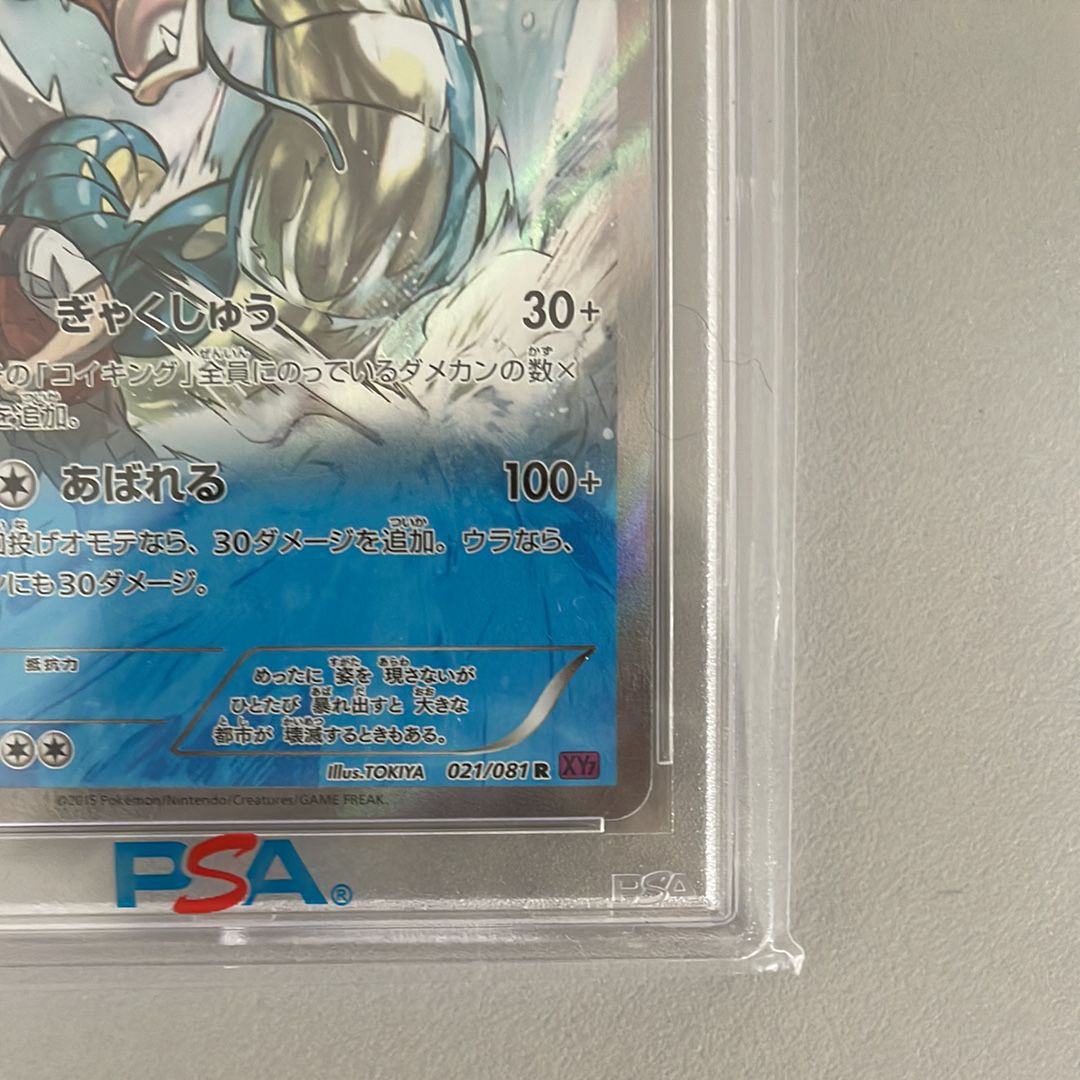 ぎゃくしゅう 30+
の「コイキング」全員にのっているダメカンの数×
を追加。
あばれる 100+
投げオモテなら、30ダメージを追加。ウラなら、
にも30ダメージ。
抵抗力
めったに 姿を 現さないが
ひとたび 暴れ出すと 大きな
都市が 壊滅するときもある。
illus.TOKIYA 021/081 R XY7
©2015 Pokémon/Nintendo/Creatures/GAME FREAK.
PSA®
PSA